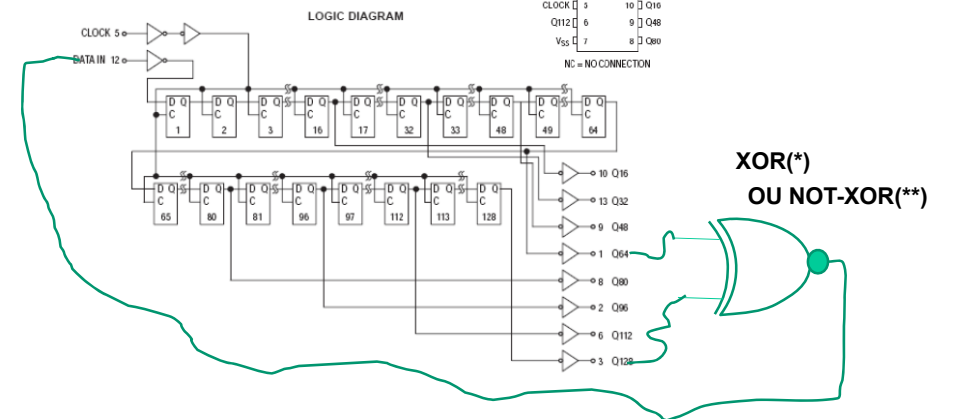 LOGIC DIAGRAM
CLOCK 5
DATA IN 12
CLOCK 5 10 Q16
Q112 6 9 Q48
VSS 7 8 Q80
NC = NO CONNECTION
D Q D Q D Q D Q D Q D Q D Q D Q D Q D Q
C C C C C C C C C C
1 2 3 16 17 32 33 48 49 64
D Q D Q D Q D Q D Q D Q D Q D Q
C C C C C C C C
65 80 81 96 97 112 113 128
10 Q16
13 Q32
9 Q48
1 Q64
8 Q80
2 Q96
6 Q112
3 Q128
XOR(*)
OU NOT-XOR(**)